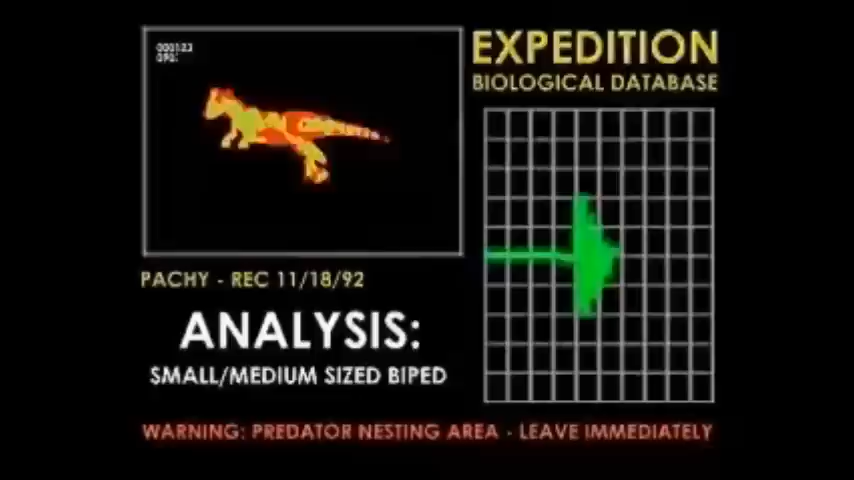 000123
EXPEDITION
BIOLOGICAL DATABASE
PACHY - REC 11/18/92
ANALYSIS:
SMALL/MEDIUM SIZED BIPED
WARNING: PREDATOR NESTING AREA - LEAVE IMMEDIATELY